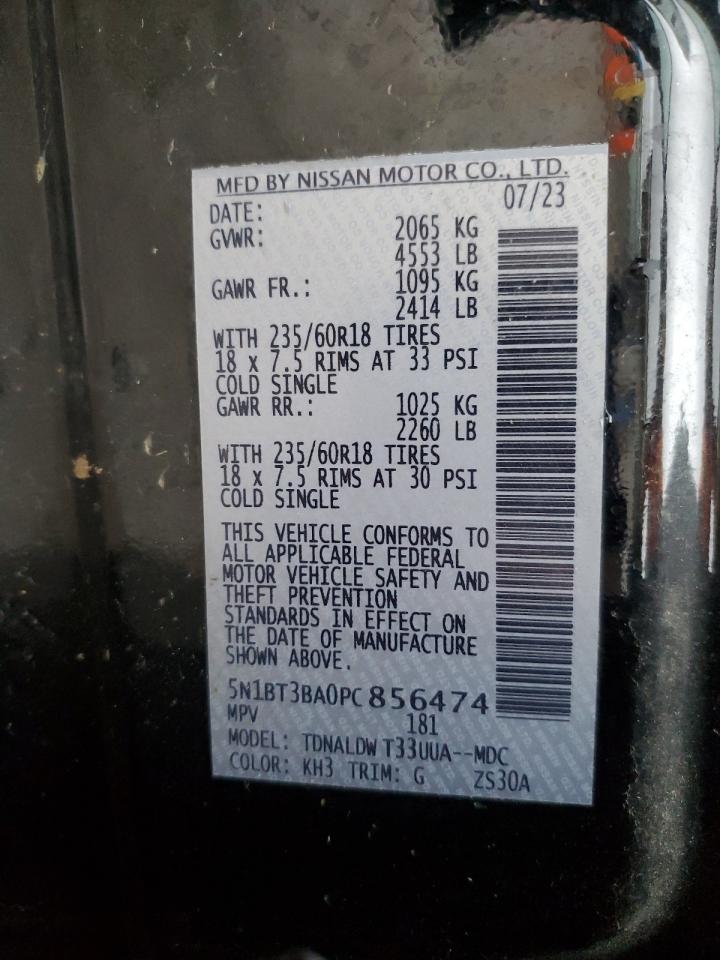 MFD BY NISSAN MOTOR CO., LTD.
DATE: 07/23
GVWR: 2065 KG
4553 LB
GAWR FR.: 1095 KG
2414 LB
WITH 235/60R18 TIRES
18 x 7.5 RIMS AT 33 PSI
COLD SINGLE
GAWR RR.: 1025 KG
2260 LB
WITH 235/60R18 TIRES
18 x 7.5 RIMS AT 30 PSI
COLD SINGLE
THIS VEHICLE CONFORMS TO
ALL APPLICABLE FEDERAL
MOTOR VEHICLE SAFETY AND
THEFT PREVENTION
STANDARDS IN EFFECT ON
THE DATE OF MANUFACTURE
SHOWN ABOVE.
5N1BT3BA0PC856474
MPV 181
MODEL: TDNALDW T33UUA--MDC
COLOR: KH3 TRIM: G ZS30A